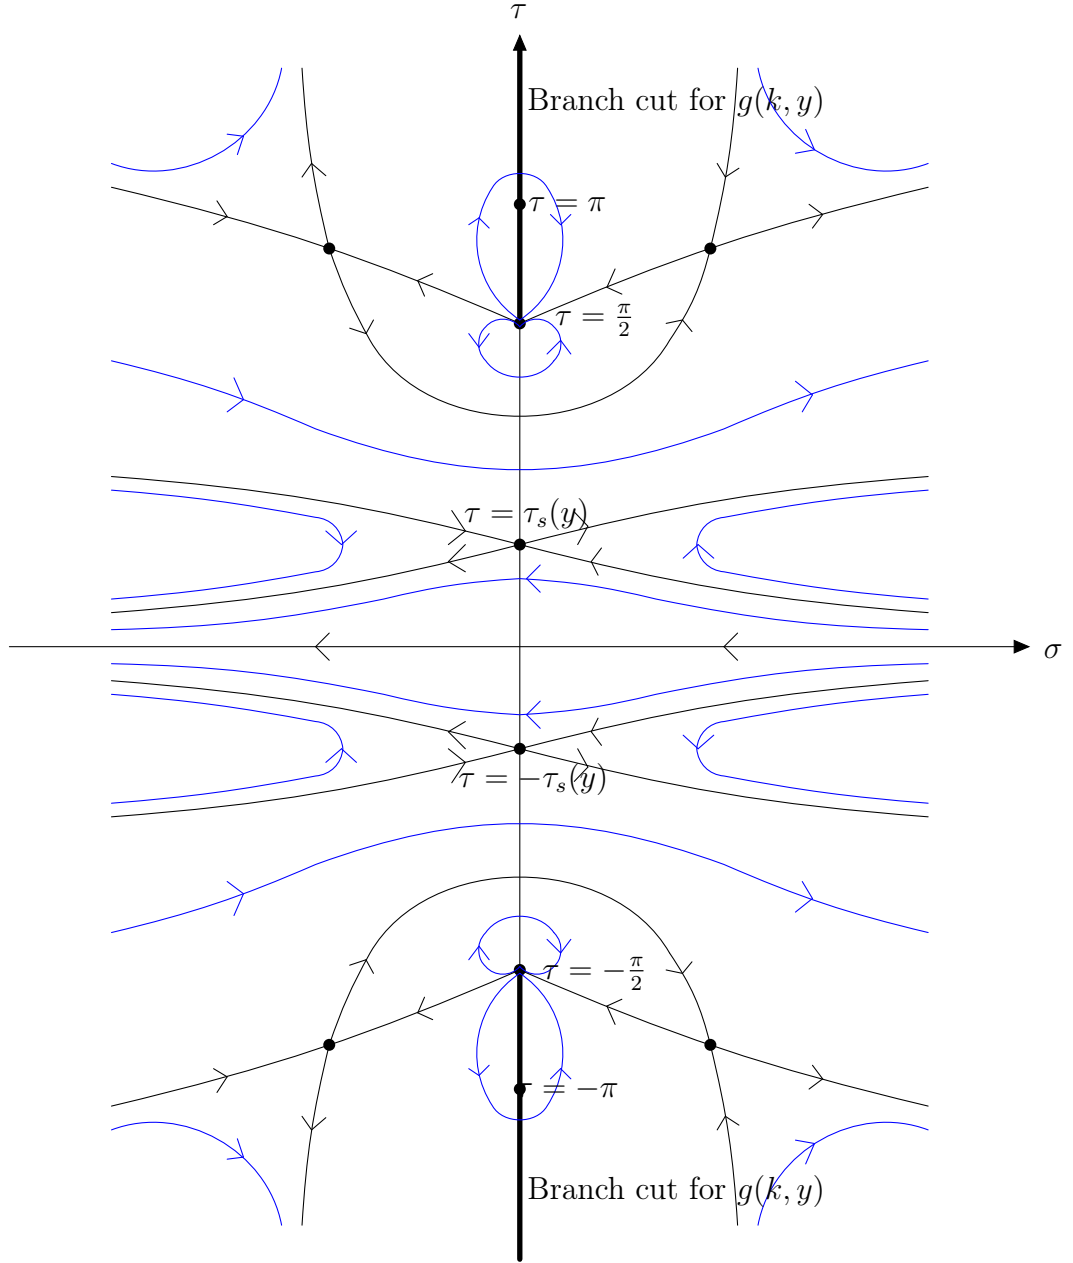 τ
Branch cut for g(k, y)
τ = π
τ = π/2
τ = τ_s(y)
σ
τ = −τ_s(y)
τ = −π/2
τ = −π
Branch cut for g(k, y)